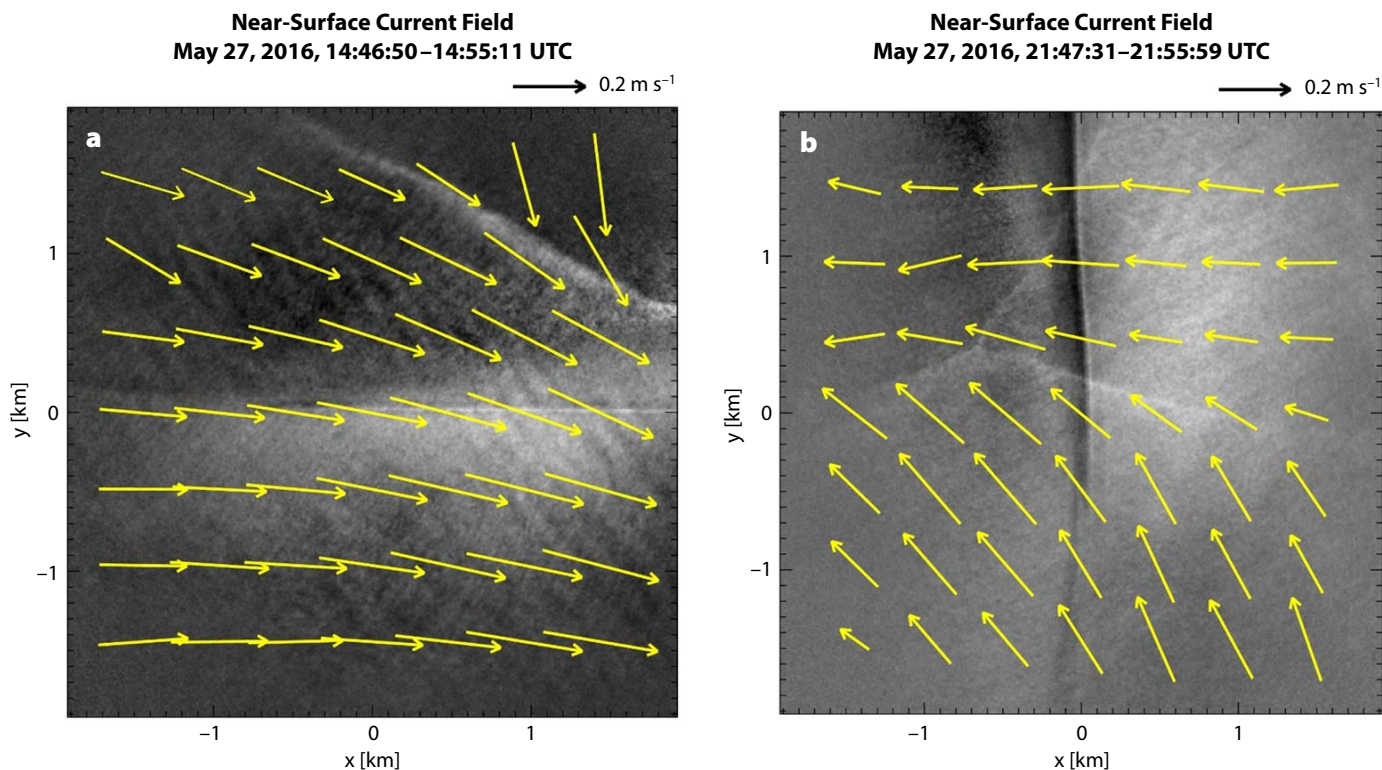 Near-Surface Current Field
May 27, 2016, 14:46:50–14:55:11 UTC
0.2 m s⁻¹
a
1
0
−1
y [km]
−1
0
1
x [km]
Near-Surface Current Field
May 27, 2016, 21:47:31–21:55:59 UTC
0.2 m s⁻¹
b
1
0
−1
y [km]
−1
0
1
x [km]